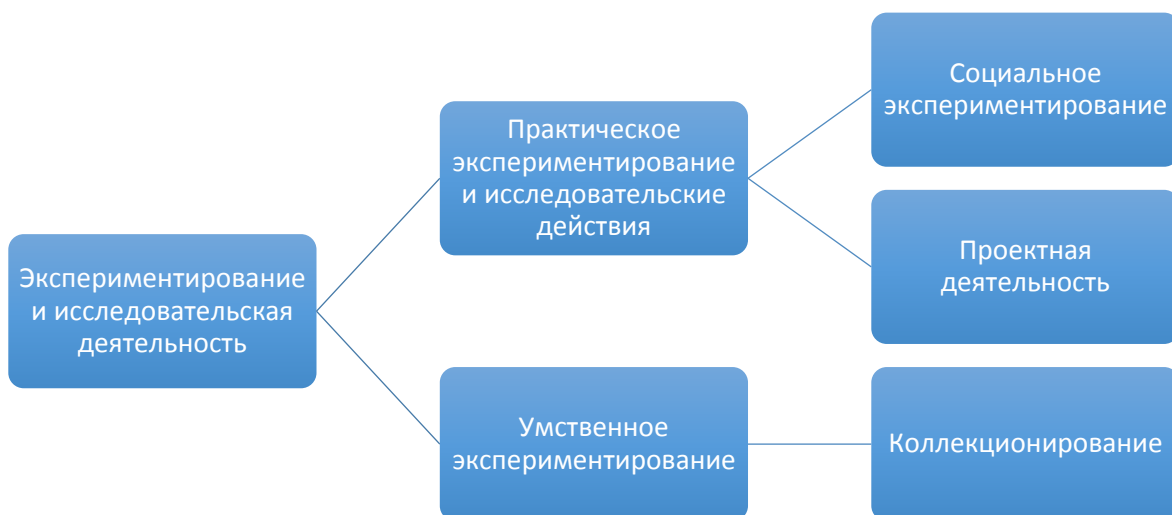 Экспериментирование
и исследовательская
деятельность
Практическое
экспериментирование
и исследовательские
действия
Умственное
экспериментирование
Социальное
экспериментирование
Проектная
деятельность
Коллекционирование